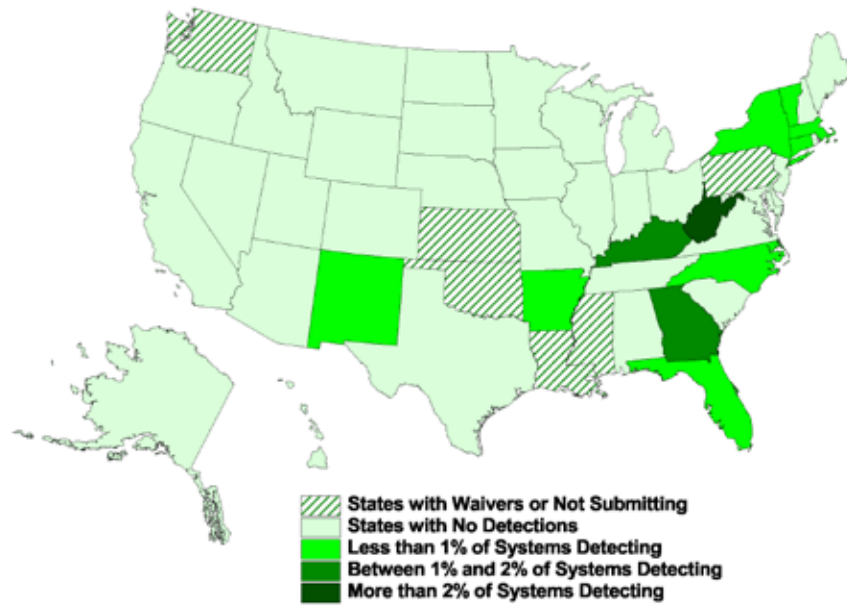 States with Waivers or Not Submitting
States with No Detections
Less than 1% of Systems Detecting
Between 1% and 2% of Systems Detecting
More than 2% of Systems Detecting